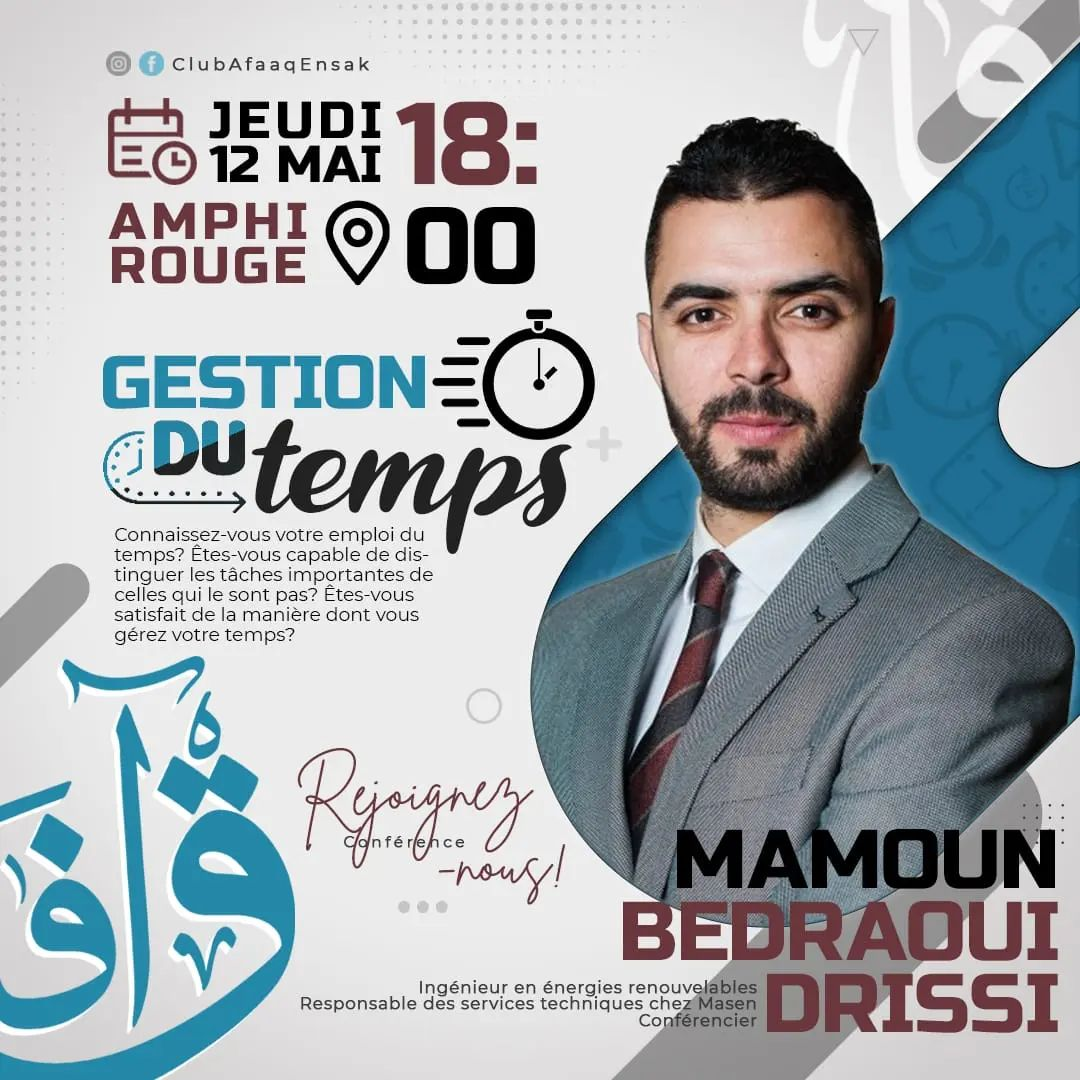 ClubAfaaqEnsak
JEUDI
12 MAI
18:
00
AMPHI
ROUGE
GESTION
DU temps
Connaissez-vous votre emploi du
temps? Êtes-vous capable de dis-
tinguer les tâches importantes de
celles qui le sont pas? Êtes-vous
satisfait de la manière dont vous
gérez votre temps?
آفاق
Rejoignez
Conférence
-nous!
MAMOUN
BEDRAOUI
DRISSI
Ingénieur en énergies renouvelables
Responsable des services techniques chez Masen
Conférencier